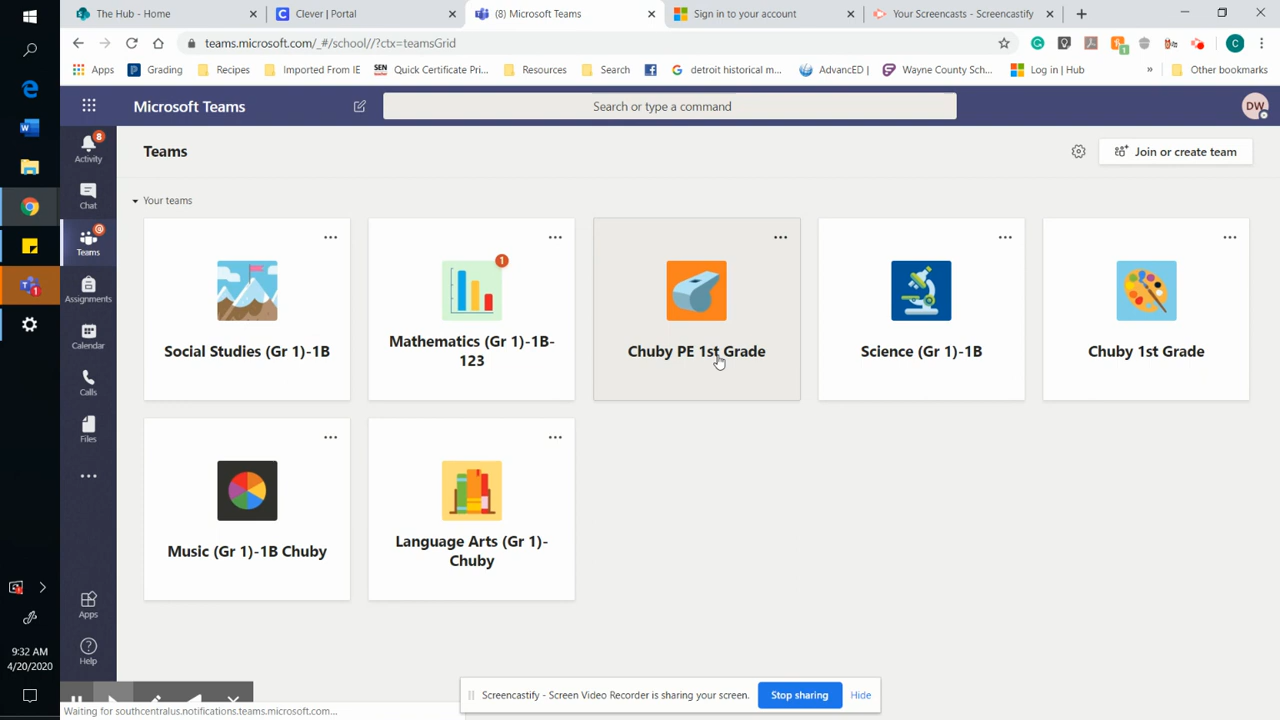 The Hub - Home
Clever | Portal
(8) Microsoft Teams
Sign in to your account
Your Screencasts - Screencastify
teams.microsoft.com/_#/school//?ctx=teamsGrid
1
C
Apps
Grading
Recipes
Imported From IE
SEN
Quick Certificate Pri...
Resources
Search
detroit historical m...
AdvancED |
Wayne County Sch...
Log in | Hub
»
Other bookmarks
Microsoft Teams
Search or type a command
DW
8
Activity
Chat
@
Teams
Assignments
Calendar
Calls
Files
Apps
Help
Teams
Join or create team
Your teams
Social Studies (Gr 1)-1B
1
Mathematics (Gr 1)-1B-
123
Chuby PE 1st Grade
Science (Gr 1)-1B
Chuby 1st Grade
Music (Gr 1)-1B Chuby
Language Arts (Gr 1)-
Chuby
9:32 AM
4/20/2020
Screencastify - Screen Video Recorder is sharing your screen.
Stop sharing
Hide
Waiting for southcentralus.notifications.teams.microsoft.com...